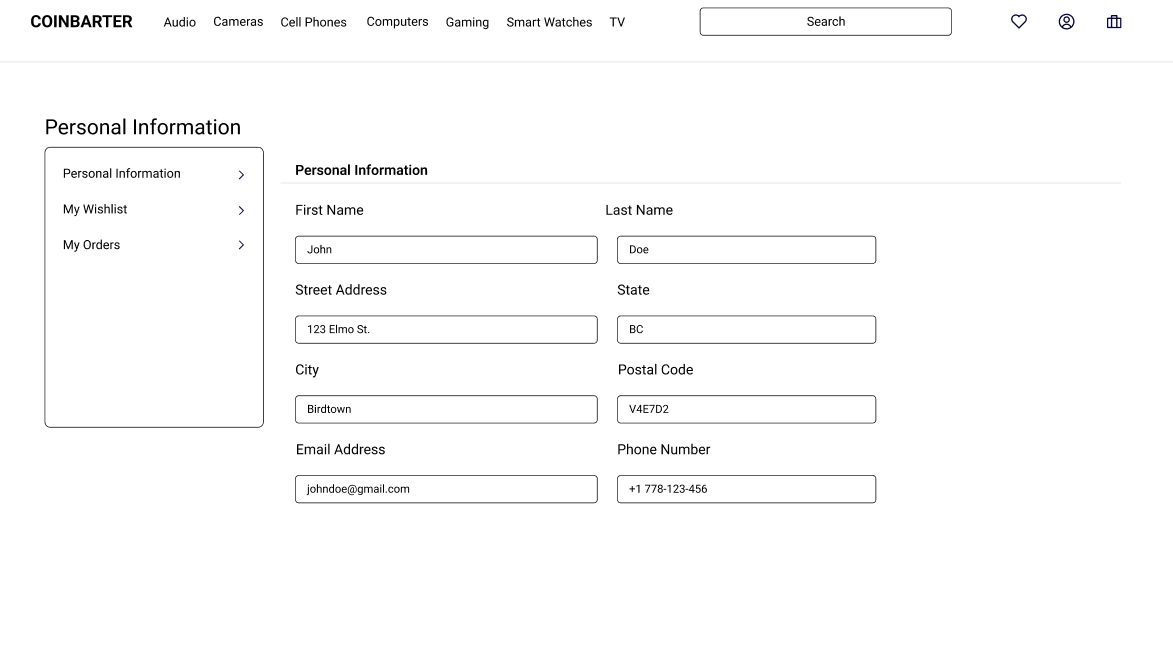 COINBARTER Audio Cameras Cell Phones Computers Gaming Smart Watches TV Search
Personal Information
Personal Information
My Wishlist
My Orders
Personal Information
First Name Last Name
John Doe
Street Address State
123 Elmo St. BC
City Postal Code
Birdtown V4E7D2
Email Address Phone Number
johndoe@gmail.com +1 778-123-456